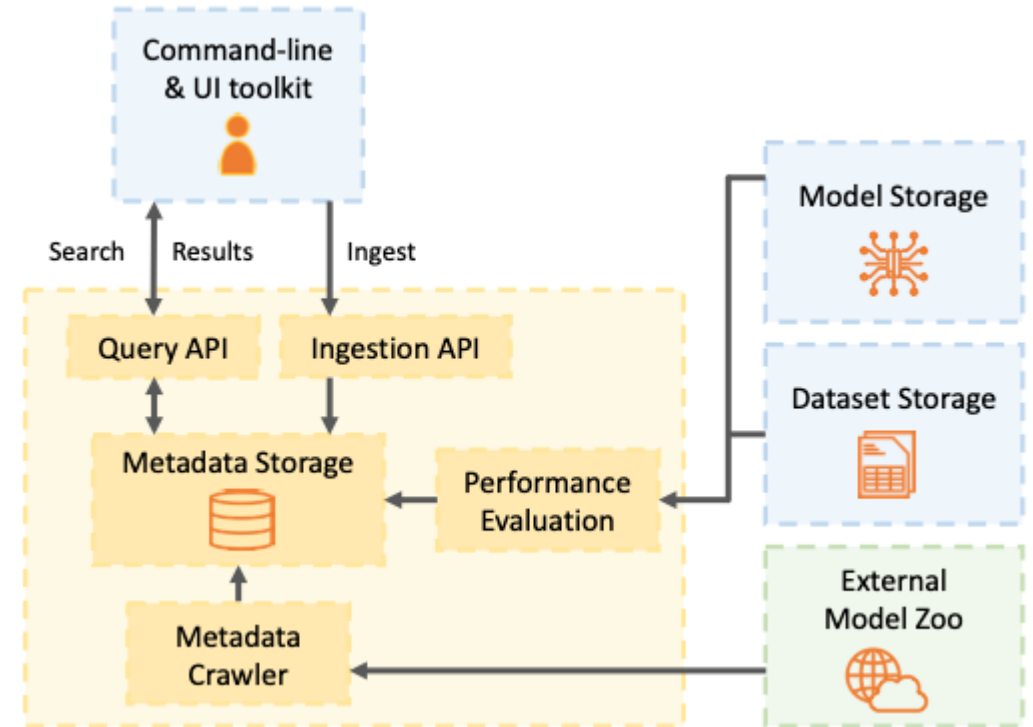 Command-line
& UI toolkit
Search
Results
Ingest
Query API
Ingestion API
Metadata Storage
Performance
Evaluation
Metadata
Crawler
Model Storage
Dataset Storage
External
Model Zoo